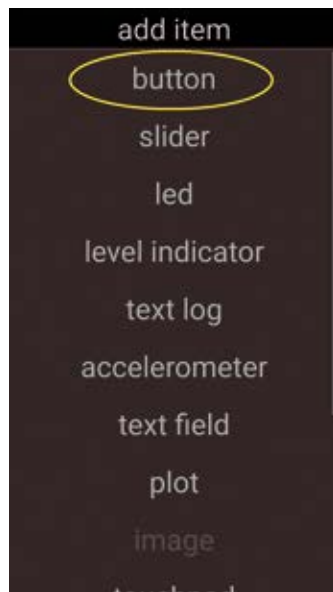 add item
button
slider
led
level indicator
text log
accelerometer
text field
plot
image